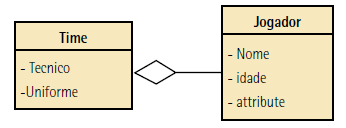 Time
- Tecnico
-Uniforme
Jogador
- Nome
- idade
- attribute